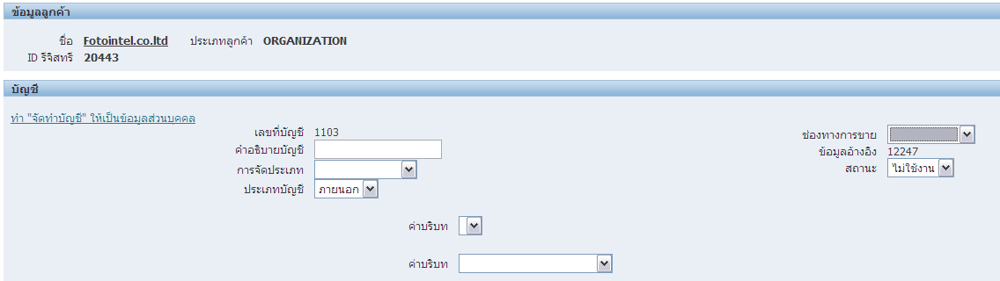 ข้อมูลลูกค้า
ชื่อ Fotointel.co.ltd ประเภทลูกค้า ORGANIZATION
ID รีจิสทรี 20443
บัญชี
ทำ "จัดทำบัญชี" ให้เป็นข้อมูลส่วนบุคคล
เลขที่บัญชี 1103 ช่องทางการขาย
คำอธิบายบัญชี ข้อมูลอ้างอิง 12247
การจัดประเภท สถานะ ไม่ใช้งาน
ประเภทบัญชี ภายนอก
ค่าบริบท
ค่าบริบท